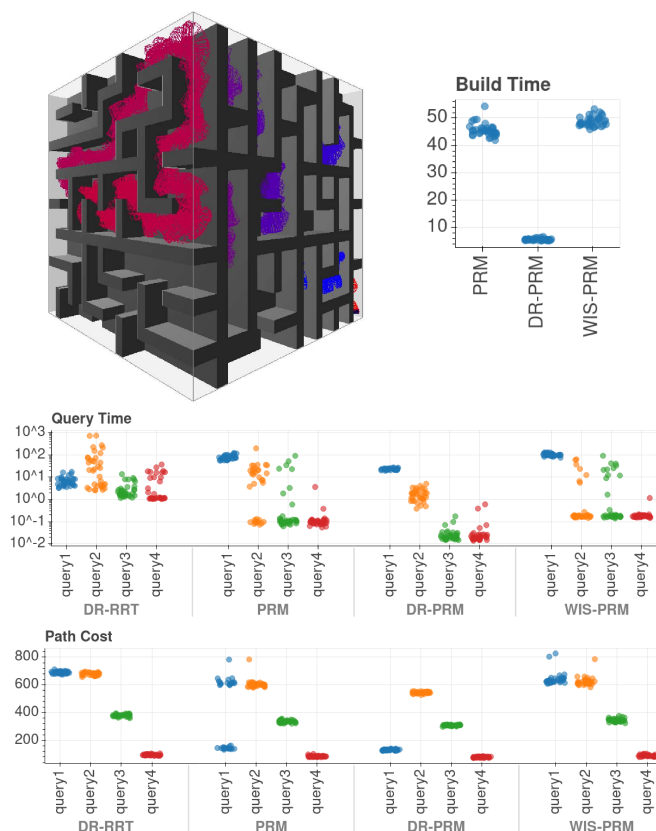 Build Time
50
40
30
20
10
PRM
DR-PRM
WIS-PRM
Query Time
10^3
10^2
10^1
10^0
10^-1
10^-2
query1 query2 query3 query4 query1 query2 query3 query4 query1 query2 query3 query4 query1 query2 query3 query4
DR-RRT PRM DR-PRM WIS-PRM
Path Cost
800
600
400
200
query1 query2 query3 query4 query1 query2 query3 query4 query1 query2 query3 query4 query1 query2 query3 query4
DR-RRT PRM DR-PRM WIS-PRM